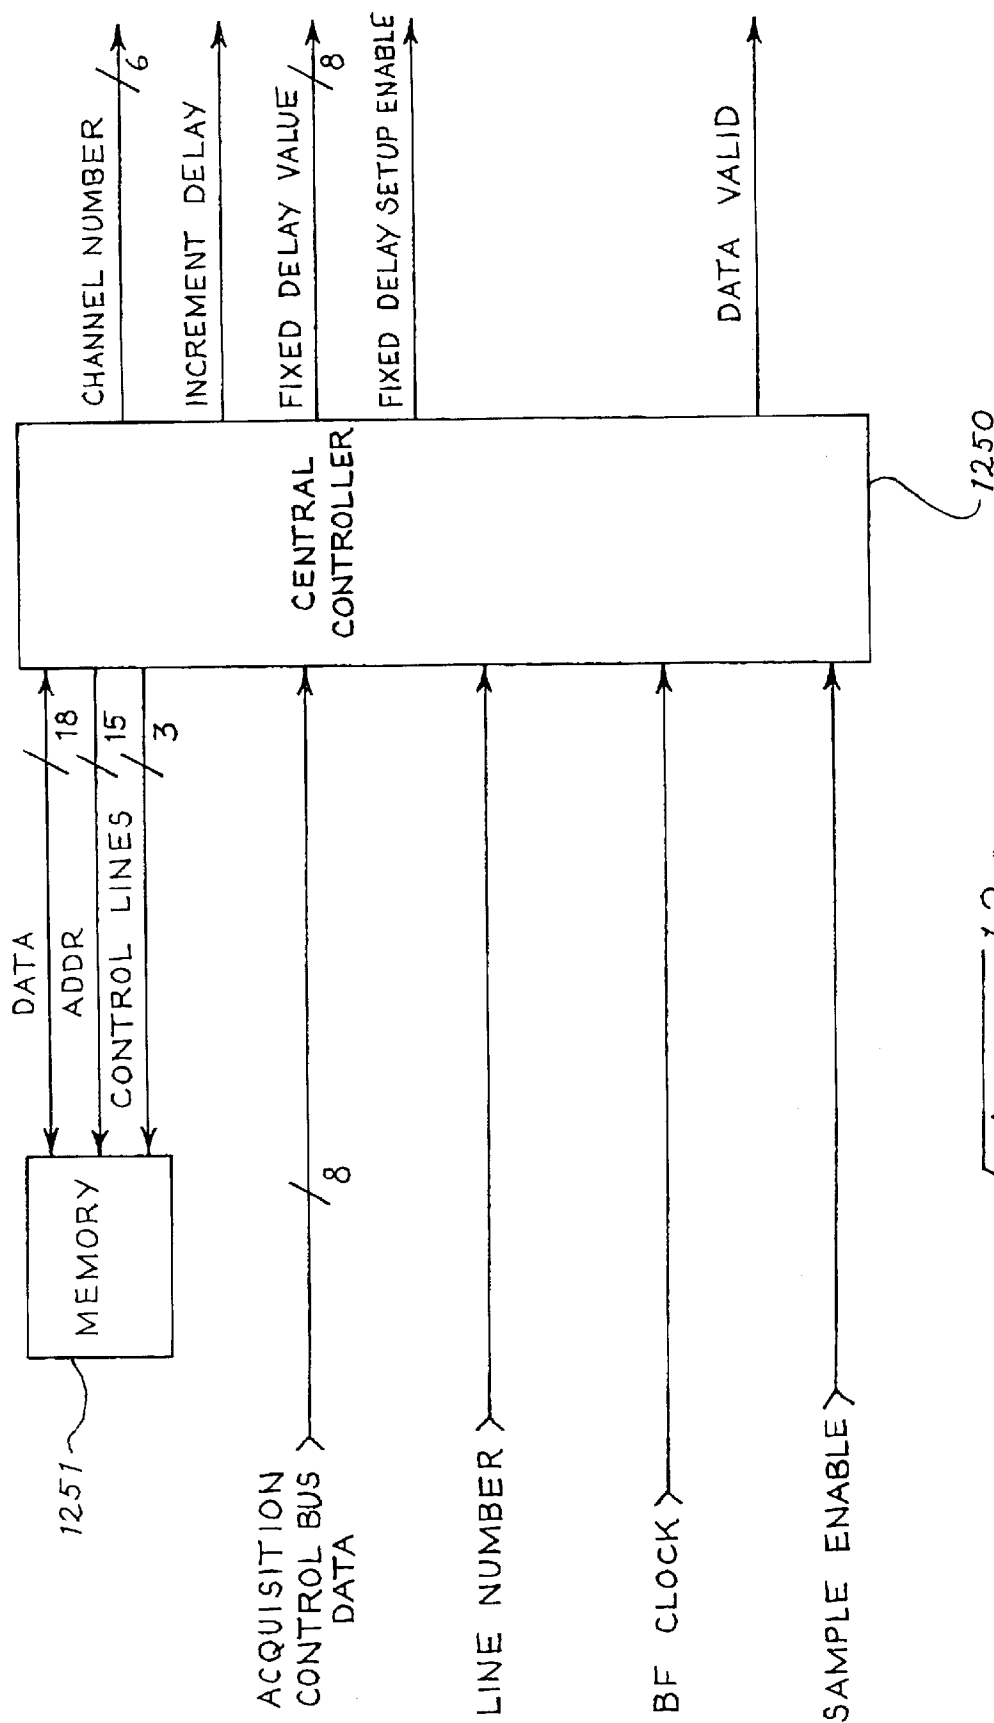 DATA
18
ADDR
15
CONTROL LINES
3
MEMORY
1251
ACQUISITION
CONTROL BUS
DATA
8
LINE NUMBER
BF CLOCK
SAMPLE ENABLE
CENTRAL
CONTROLLER
1250
CHANNEL NUMBER
6
INCREMENT DELAY
FIXED DELAY VALUE
8
FIXED DELAY SETUP ENABLE
DATA VALID